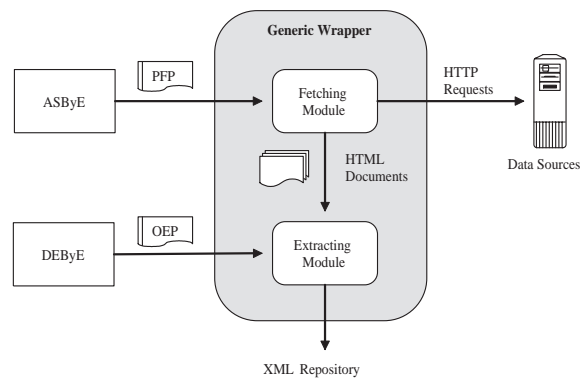 Generic Wrapper
PFP
ASByE
Fetching
Module
HTTP
Requests
Data Sources
HTML
Documents
OEP
DEByE
Extracting
Module
XML Repository